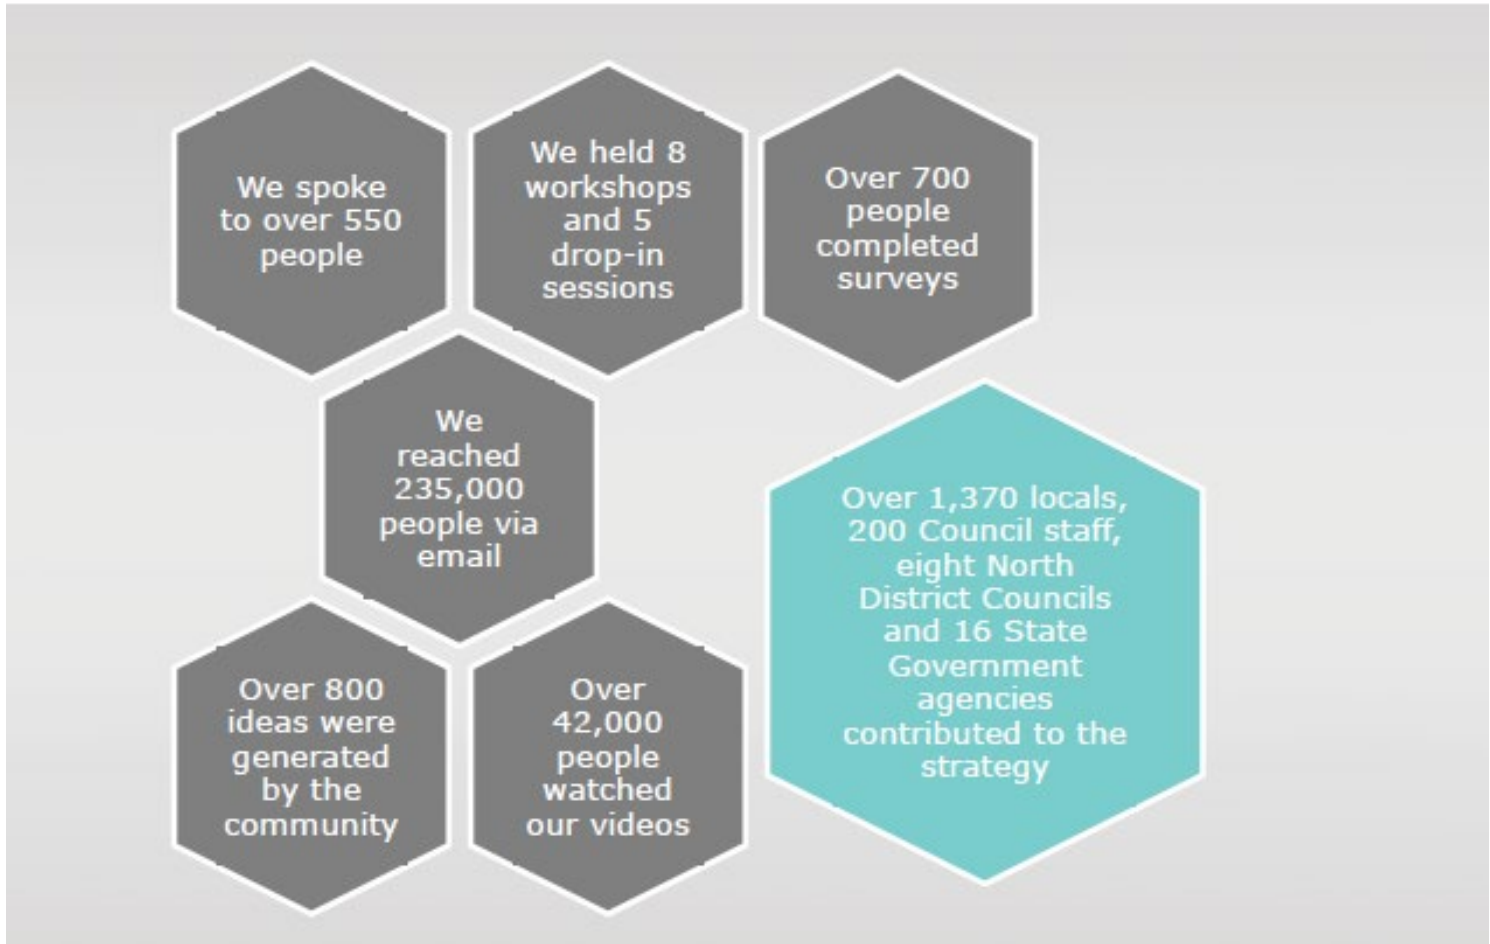 We spoke
to over 550
people
We held 8
workshops
and 5
drop-in
sessions
Over 700
people
completed
surveys
We
reached
235,000
people via
email
Over 1,370 locals,
200 Council staff,
eight North
District Councils
and 16 State
Government
agencies
contributed to the
strategy
Over 800
ideas were
generated
by the
community
Over
42,000
people
watched
our videos